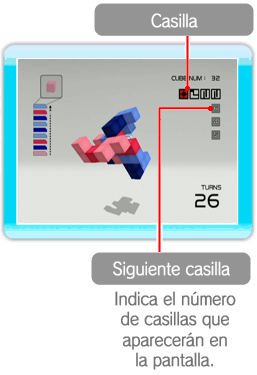 Casilla
CUBE NUM: 32
TURNS
26
Siguiente casilla
Indica el número
de casillas que
aparecerán en
la pantalla.